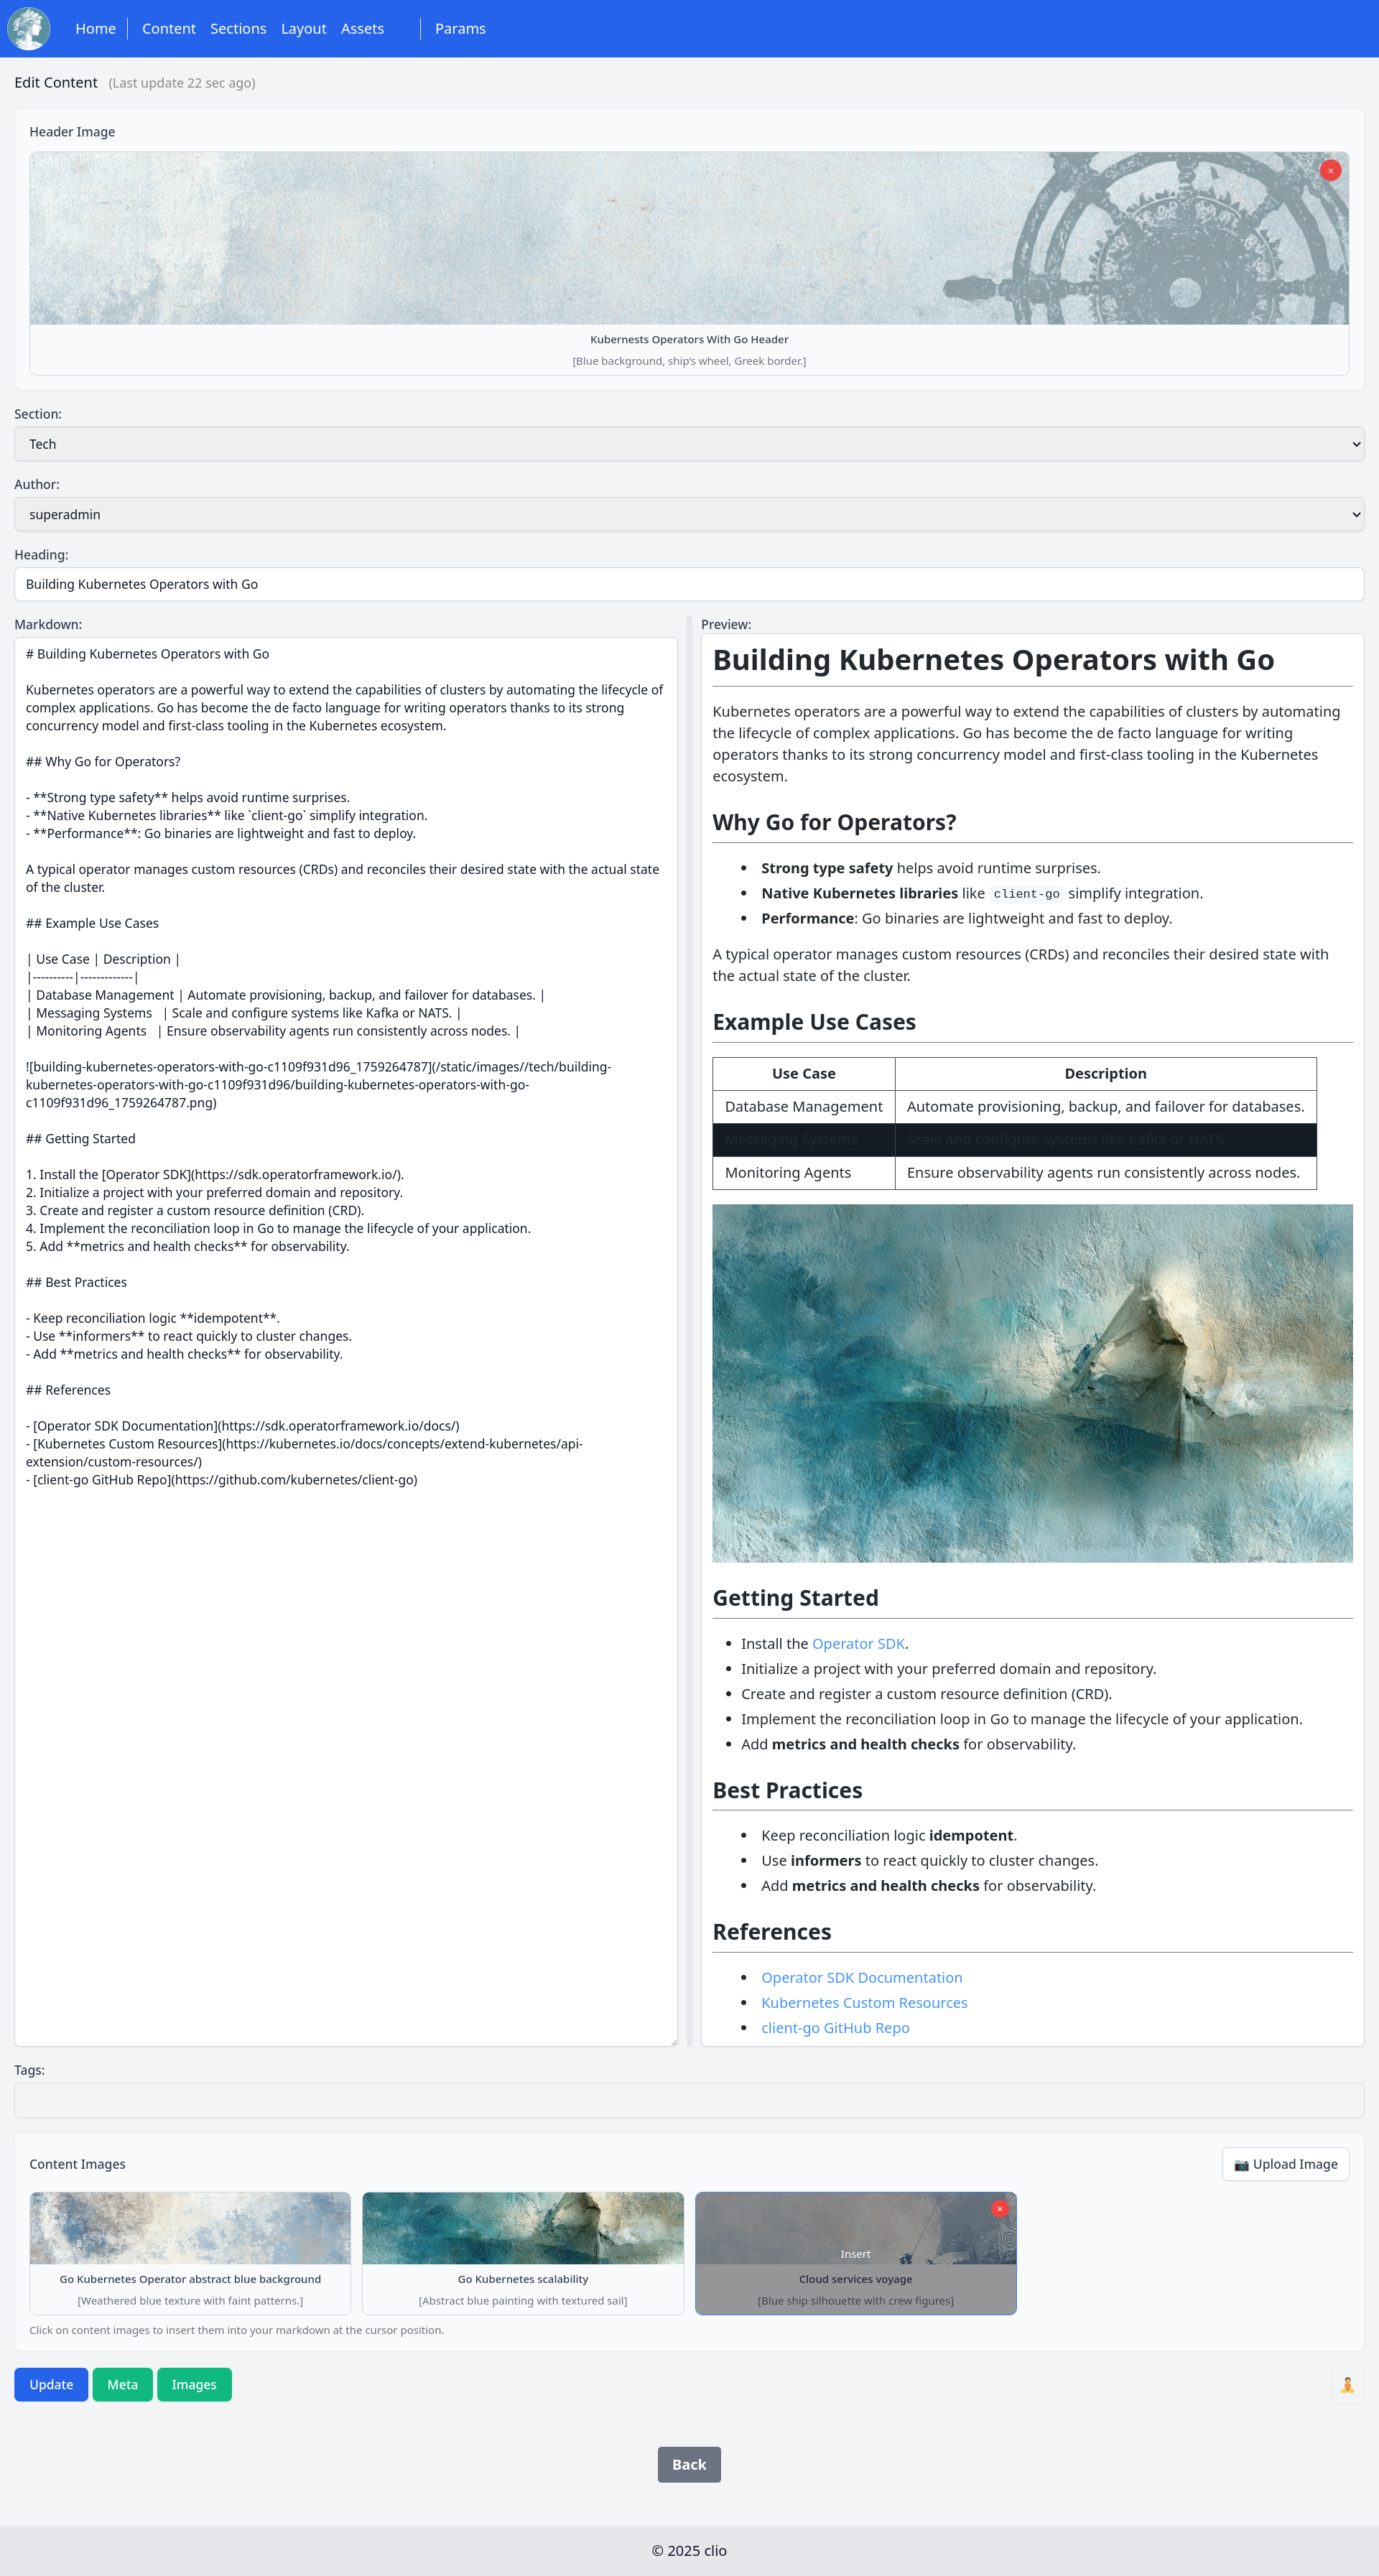 Home Content Sections Layout Assets Params
Edit Content (Last update 22 sec ago)
Header Image
×
Kubernests Operators With Go Header
[Blue background, ship's wheel, Greek border.]
Section:
Tech
Author:
superadmin
Heading:
Building Kubernetes Operators with Go
Markdown:
# Building Kubernetes Operators with Go
Kubernetes operators are a powerful way to extend the capabilities of clusters by automating the lifecycle of
complex applications. Go has become the de facto language for writing operators thanks to its strong
concurrency model and first-class tooling in the Kubernetes ecosystem.
## Why Go for Operators?
- **Strong type safety** helps avoid runtime surprises.
- **Native Kubernetes libraries** like `client-go` simplify integration.
- **Performance**: Go binaries are lightweight and fast to deploy.
A typical operator manages custom resources (CRDs) and reconciles their desired state with the actual state
of the cluster.
## Example Use Cases
| Use Case | Description |
|----------|-------------|
| Database Management | Automate provisioning, backup, and failover for databases. |
| Messaging Systems   | Scale and configure systems like Kafka or NATS. |
| Monitoring Agents   | Ensure observability agents run consistently across nodes. |
![building-kubernetes-operators-with-go-c1109f931d96_1759264787](/static/images//tech/building-
kubernetes-operators-with-go-c1109f931d96/building-kubernetes-operators-with-go-
c1109f931d96_1759264787.png)
## Getting Started
1. Install the [Operator SDK](https://sdk.operatorframework.io/).
2. Initialize a project with your preferred domain and repository.
3. Create and register a custom resource definition (CRD).
4. Implement the reconciliation loop in Go to manage the lifecycle of your application.
5. Add **metrics and health checks** for observability.
## Best Practices
- Keep reconciliation logic **idempotent**.
- Use **informers** to react quickly to cluster changes.
- Add **metrics and health checks** for observability.
## References
- [Operator SDK Documentation](https://sdk.operatorframework.io/docs/)
- [Kubernetes Custom Resources](https://kubernetes.io/docs/concepts/extend-kubernetes/api-
extension/custom-resources/)
- [client-go GitHub Repo](https://github.com/kubernetes/client-go)
Preview:
Building Kubernetes Operators with Go
Kubernetes operators are a powerful way to extend the capabilities of clusters by automating
the lifecycle of complex applications. Go has become the de facto language for writing
operators thanks to its strong concurrency model and first-class tooling in the Kubernetes
ecosystem.
Why Go for Operators?
• Strong type safety helps avoid runtime surprises.
• Native Kubernetes libraries like client-go simplify integration.
• Performance: Go binaries are lightweight and fast to deploy.
A typical operator manages custom resources (CRDs) and reconciles their desired state with
the actual state of the cluster.
Example Use Cases
Use Case Description
Database Management Automate provisioning, backup, and failover for databases.
Messaging Systems Scale and configure systems like Kafka or NATS.
Monitoring Agents Ensure observability agents run consistently across nodes.
Getting Started
• Install the Operator SDK.
• Initialize a project with your preferred domain and repository.
• Create and register a custom resource definition (CRD).
• Implement the reconciliation loop in Go to manage the lifecycle of your application.
• Add metrics and health checks for observability.
Best Practices
• Keep reconciliation logic idempotent.
• Use informers to react quickly to cluster changes.
• Add metrics and health checks for observability.
References
• Operator SDK Documentation
• Kubernetes Custom Resources
• client-go GitHub Repo
Tags:
Content Images
📷 Upload Image
Go Kubernetes Operator abstract blue background
[Weathered blue texture with faint patterns.]
Go Kubernetes scalability
[Abstract blue painting with textured sail]
×
Insert
Cloud services voyage
[Blue ship silhouette with crew figures]
Click on content images to insert them into your markdown at the cursor position.
Update Meta Images
Back
© 2025 clio